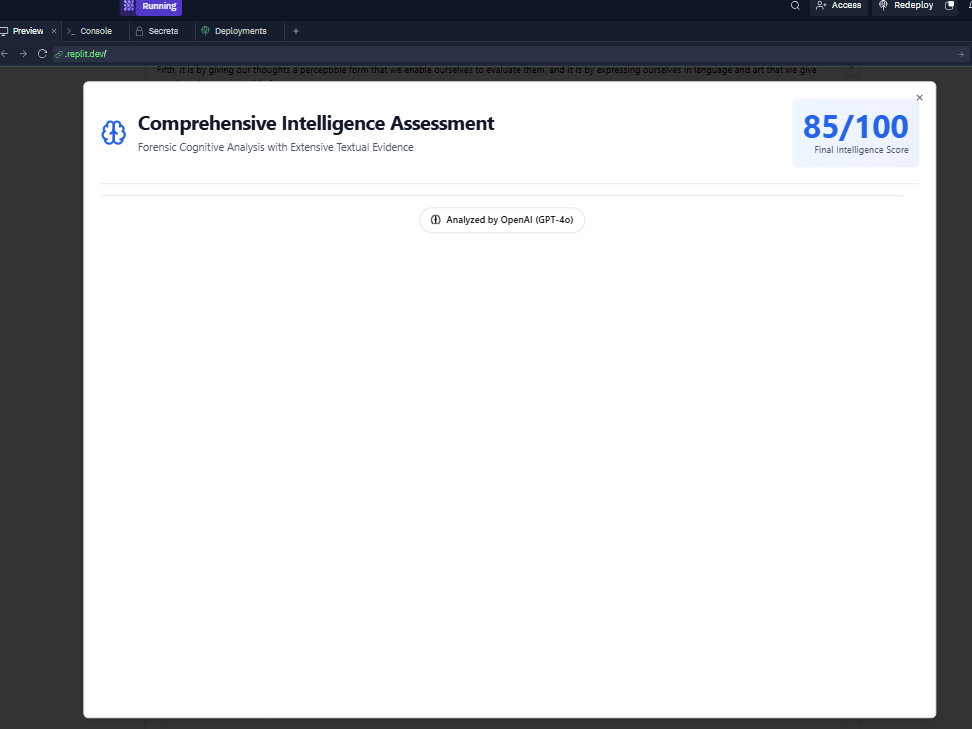 Running
Access
Redeploy
Preview
Console
Secrets
Deployments
.replit.dev/
Fifth, it is by giving our thoughts a perceptible form that we enable ourselves to evaluate them, and it is by expressing ourselves in language and art that we give
Comprehensive Intelligence Assessment
Forensic Cognitive Analysis with Extensive Textual Evidence
85/100
Final Intelligence Score
Analyzed by OpenAI (GPT-4o)